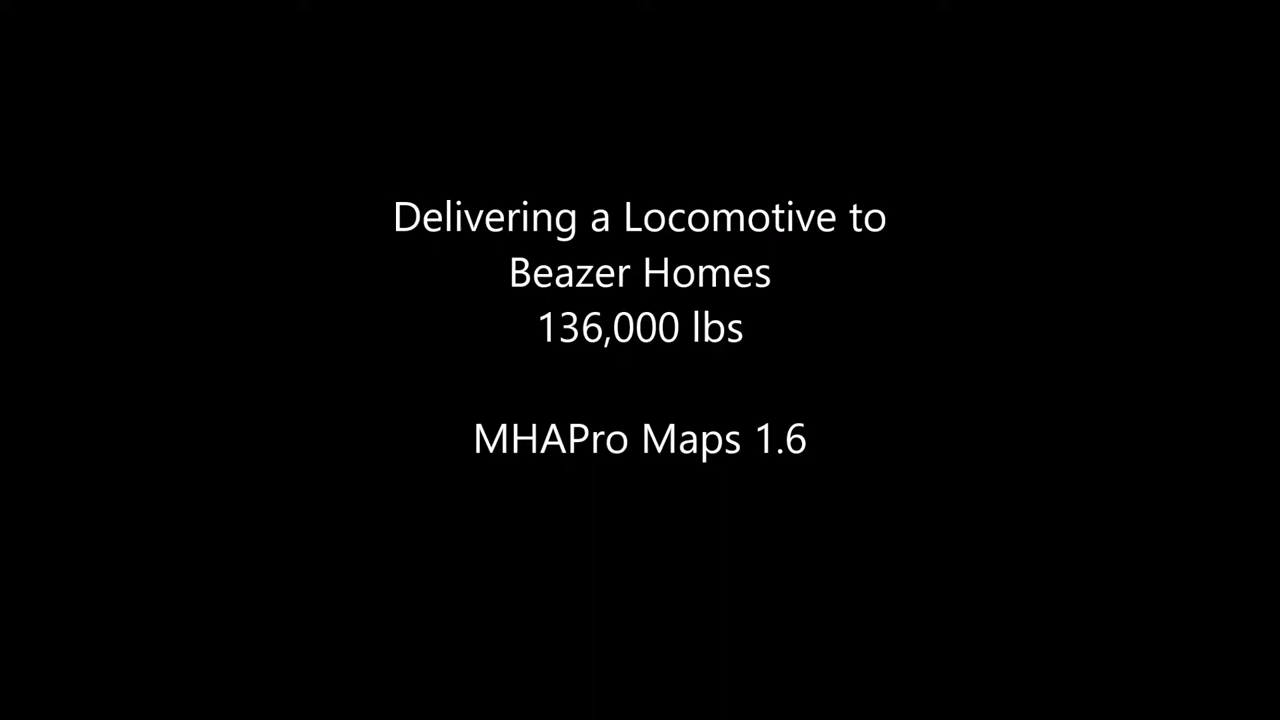 Delivering a Locomotive to
Beazer Homes
136,000 lbs
MHAPro Maps 1.6